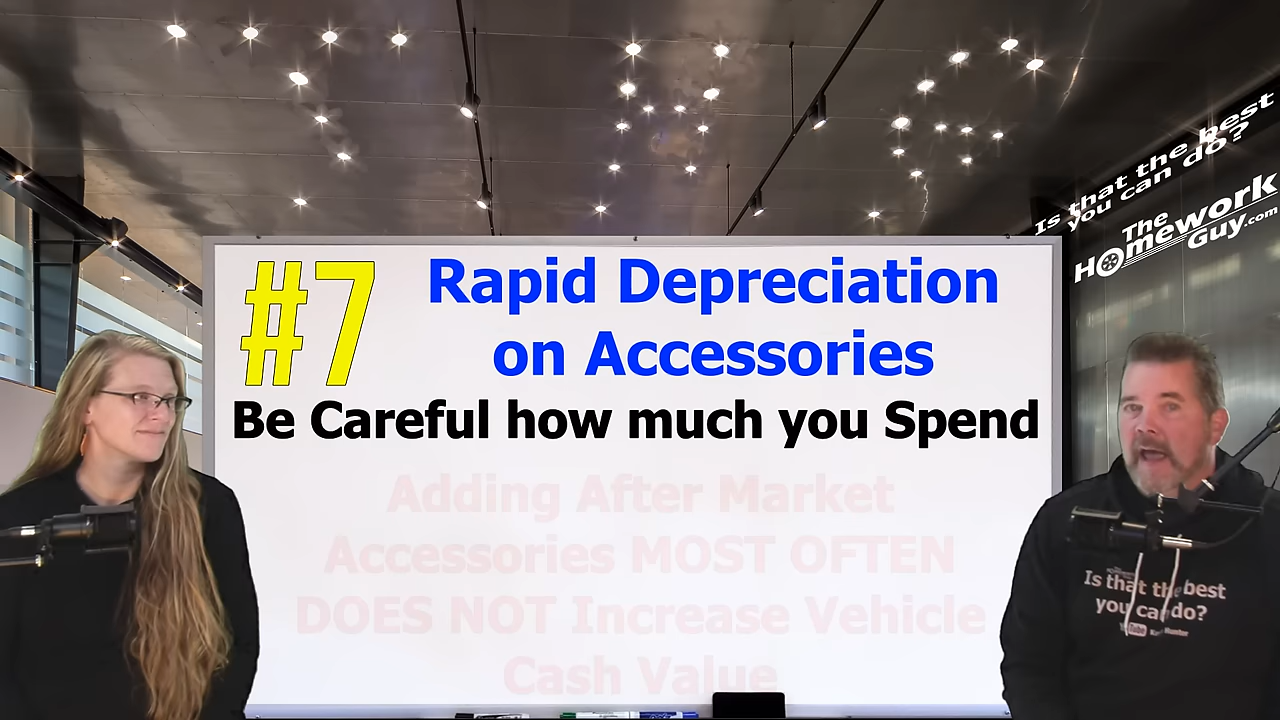 Is that the best
you can do?
The
Homework
Guy.com
#7
Rapid Depreciation
on Accessories
Be Careful how much you Spend
Adding After Market
Accessories MOST OFTEN
DOES NOT Increase Vehicle
Cash Value
Is that the best
you can do?